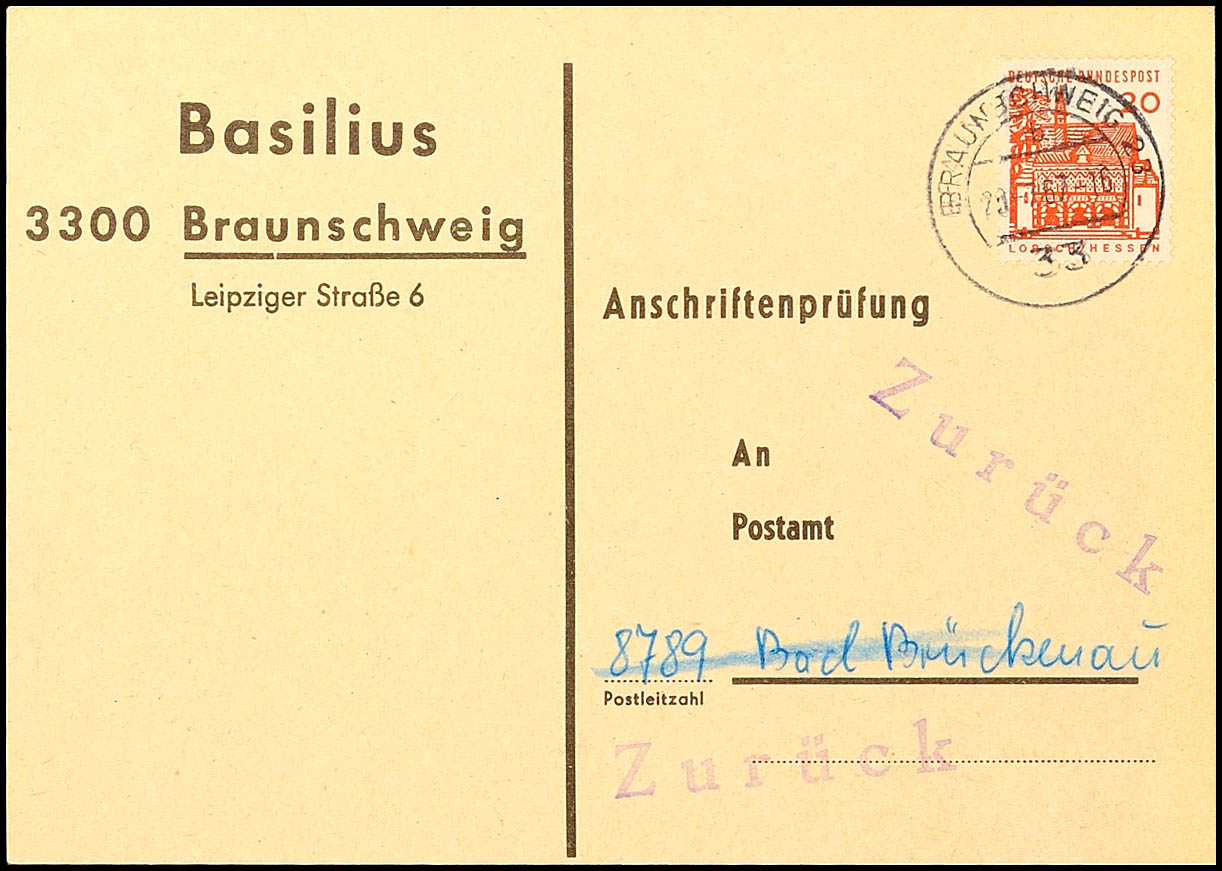 Basilius
3300 Braunschweig
Leipziger Straße 6
DEUTSCHE BUNDESPOST
20
LORSCH/HESSEN
BRAUNSCHWEIG
33
Anschriftenprüfung
An
Postamt
Zurück
8789 Bad Brückenau
Postleitzahl
Zurück